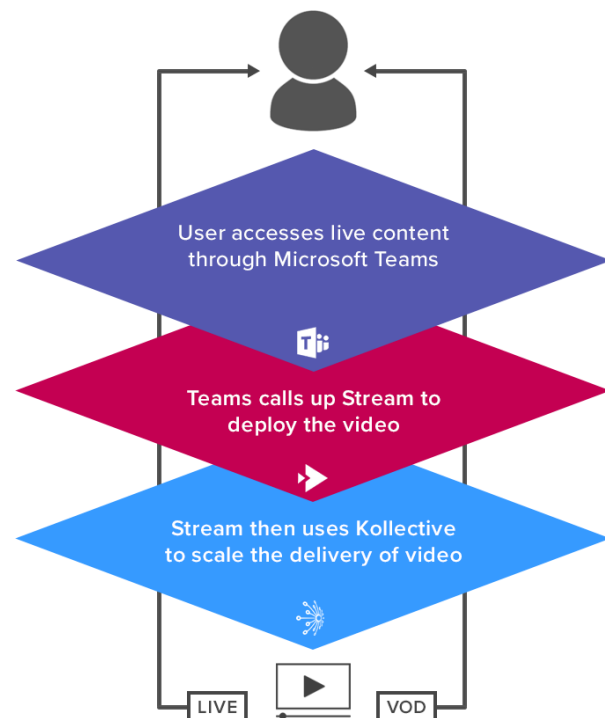 User accesses live content
through Microsoft Teams
T
Teams calls up Stream to
deploy the video
Stream then uses Kollective
to scale the delivery of video
LIVE
VOD